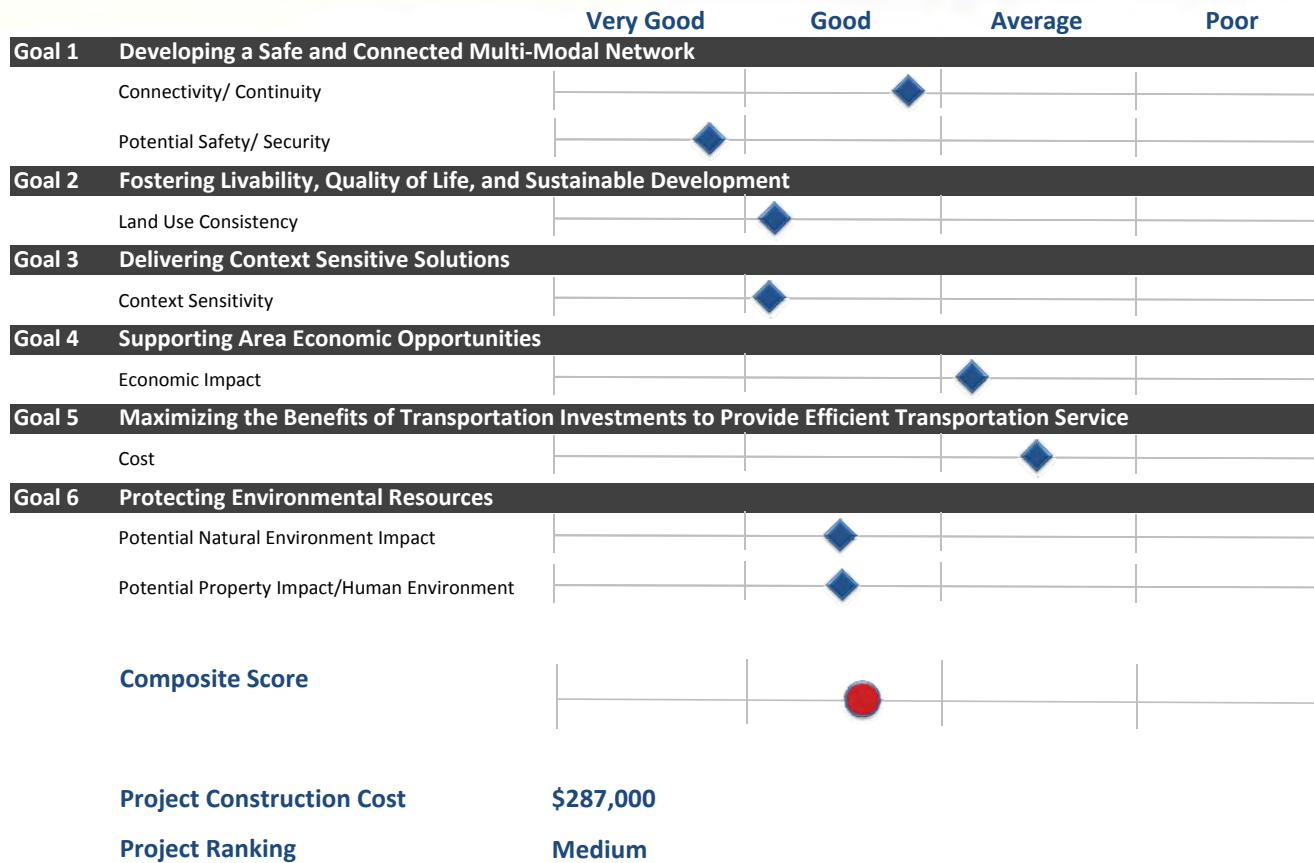 Very Good Good Average Poor
Goal 1 Developing a Safe and Connected Multi-Modal Network
Connectivity/ Continuity
Potential Safety/ Security
Goal 2 Fostering Livability, Quality of Life, and Sustainable Development
Land Use Consistency
Goal 3 Delivering Context Sensitive Solutions
Context Sensitivity
Goal 4 Supporting Area Economic Opportunities
Economic Impact
Goal 5 Maximizing the Benefits of Transportation Investments to Provide Efficient Transportation Service
Cost
Goal 6 Protecting Environmental Resources
Potential Natural Environment Impact
Potential Property Impact/Human Environment
Composite Score
Project Construction Cost $287,000
Project Ranking Medium